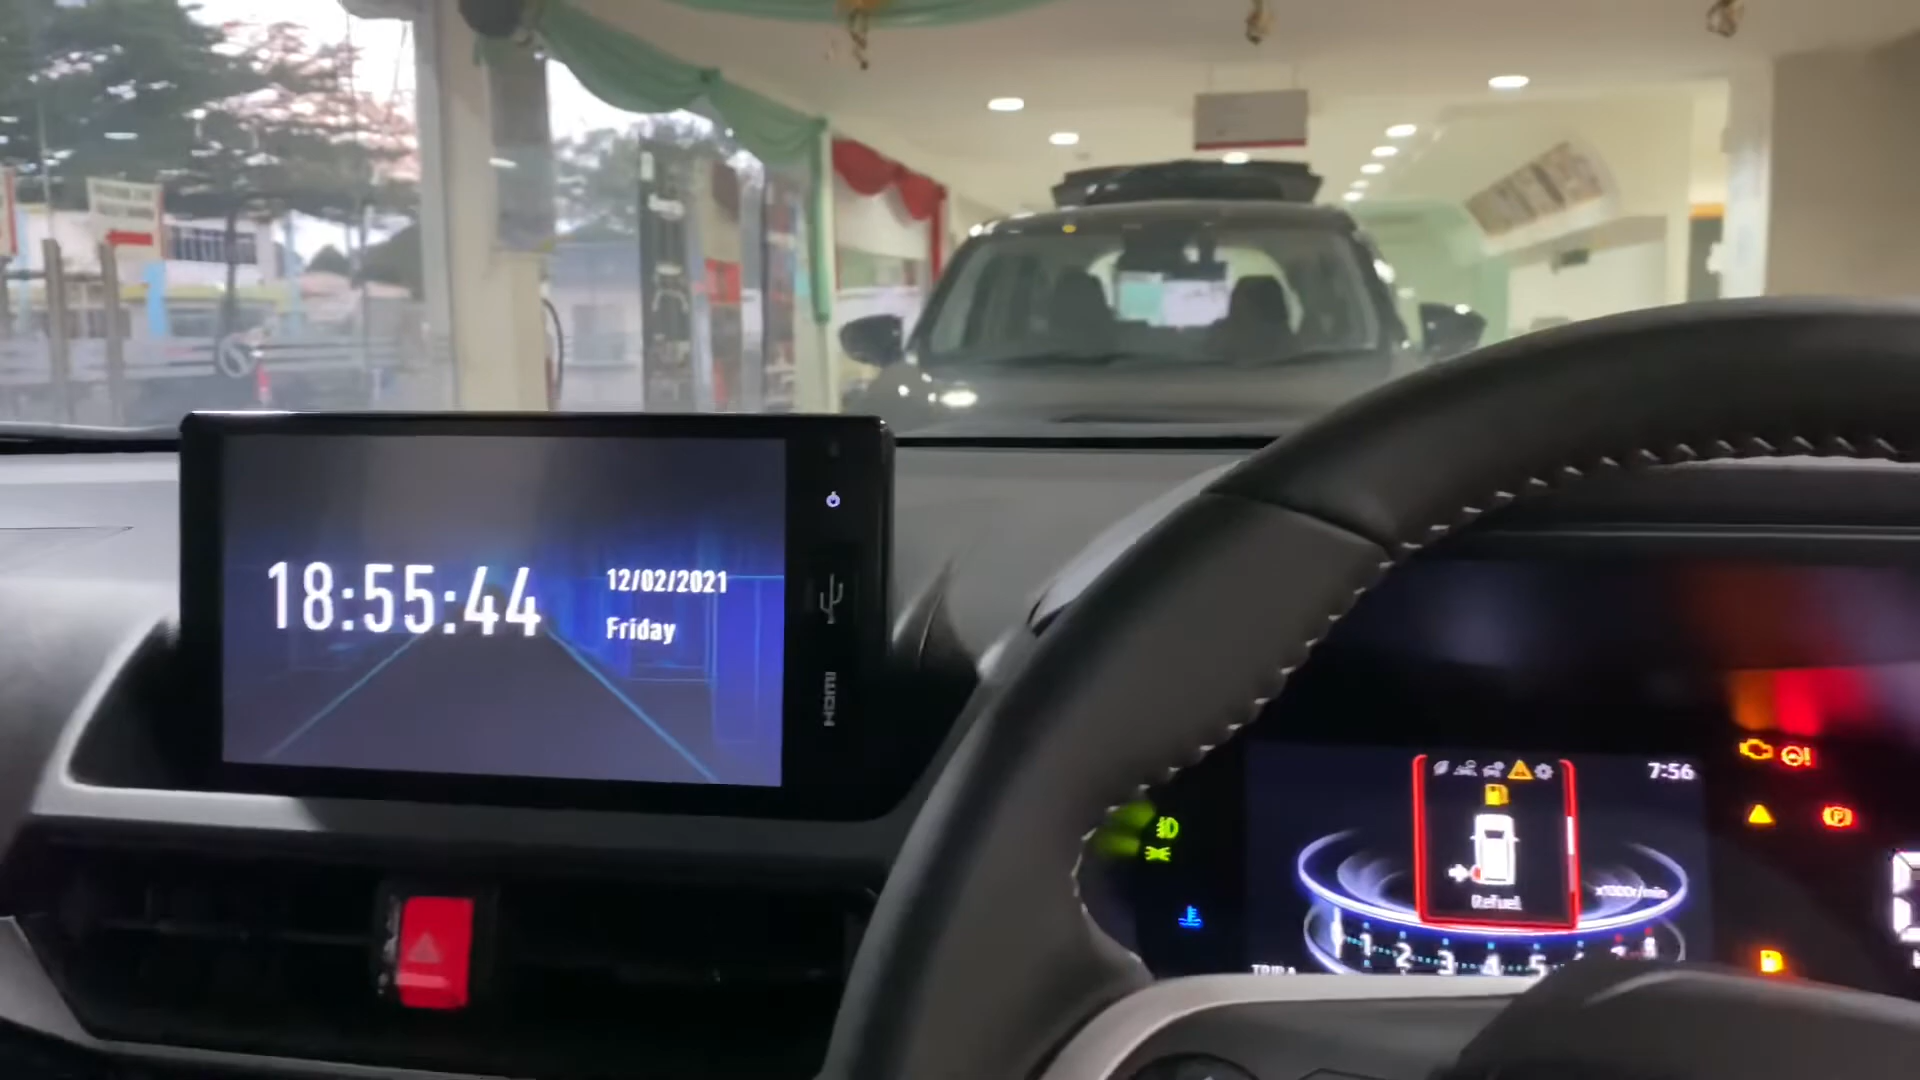 18:55:44
12/02/2021
Friday
HDMI
7:56
Refuel
x1000r/min
1 2 3 4 5